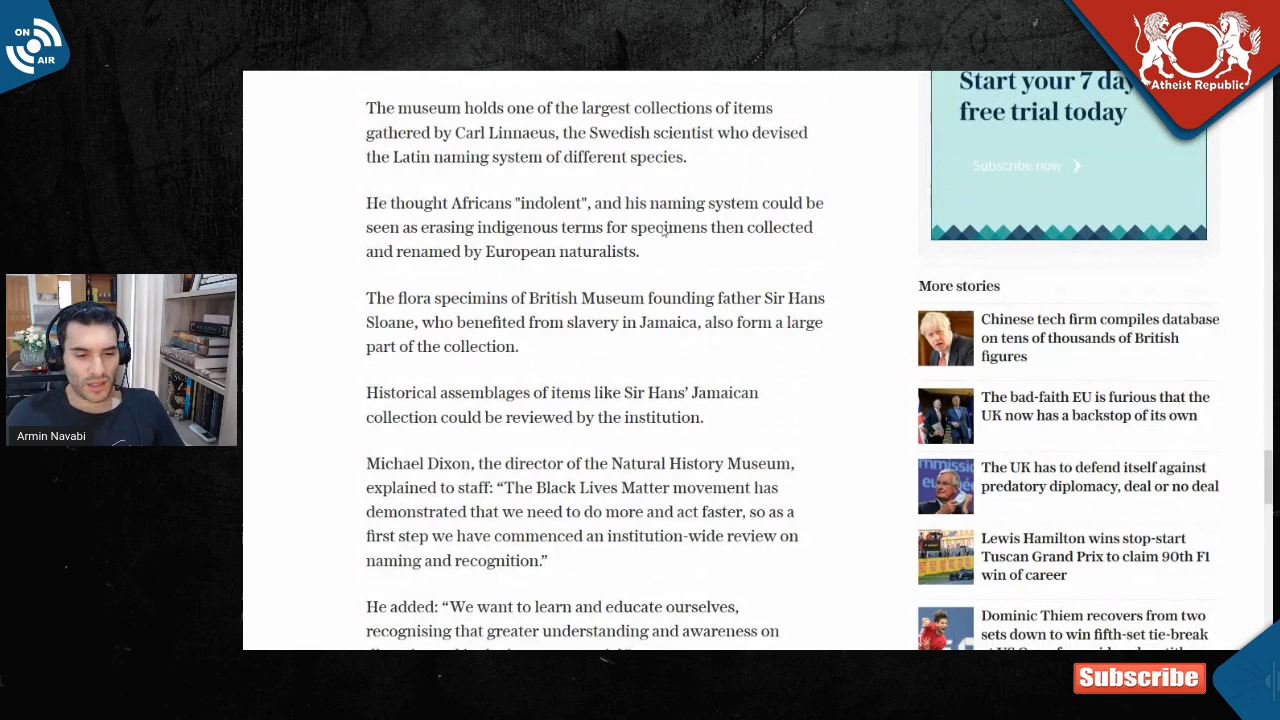 ON
AIR
Atheist Republic
Armin Navabi
The museum holds one of the largest collections of items
gathered by Carl Linnaeus, the Swedish scientist who devised
the Latin naming system of different species.
He thought Africans "indolent", and his naming system could be
seen as erasing indigenous terms for specimens then collected
and renamed by European naturalists.
The flora specimins of British Museum founding father Sir Hans
Sloane, who benefited from slavery in Jamaica, also form a large
part of the collection.
Historical assemblages of items like Sir Hans’ Jamaican
collection could be reviewed by the institution.
Michael Dixon, the director of the Natural History Museum,
explained to staff: “The Black Lives Matter movement has
demonstrated that we need to do more and act faster, so as a
first step we have commenced an institution-wide review on
naming and recognition.”
He added: “We want to learn and educate ourselves,
recognising that greater understanding and awareness on
Start your 7 day
free trial today
Subscribe now
More stories
Chinese tech firm compiles database
on tens of thousands of British
figures
The bad-faith EU is furious that the
UK now has a backstop of its own
The UK has to defend itself against
predatory diplomacy, deal or no deal
Lewis Hamilton wins stop-start
Tuscan Grand Prix to claim 90th F1
win of career
Dominic Thiem recovers from two
sets down to win fifth-set tie-break
Subscribe